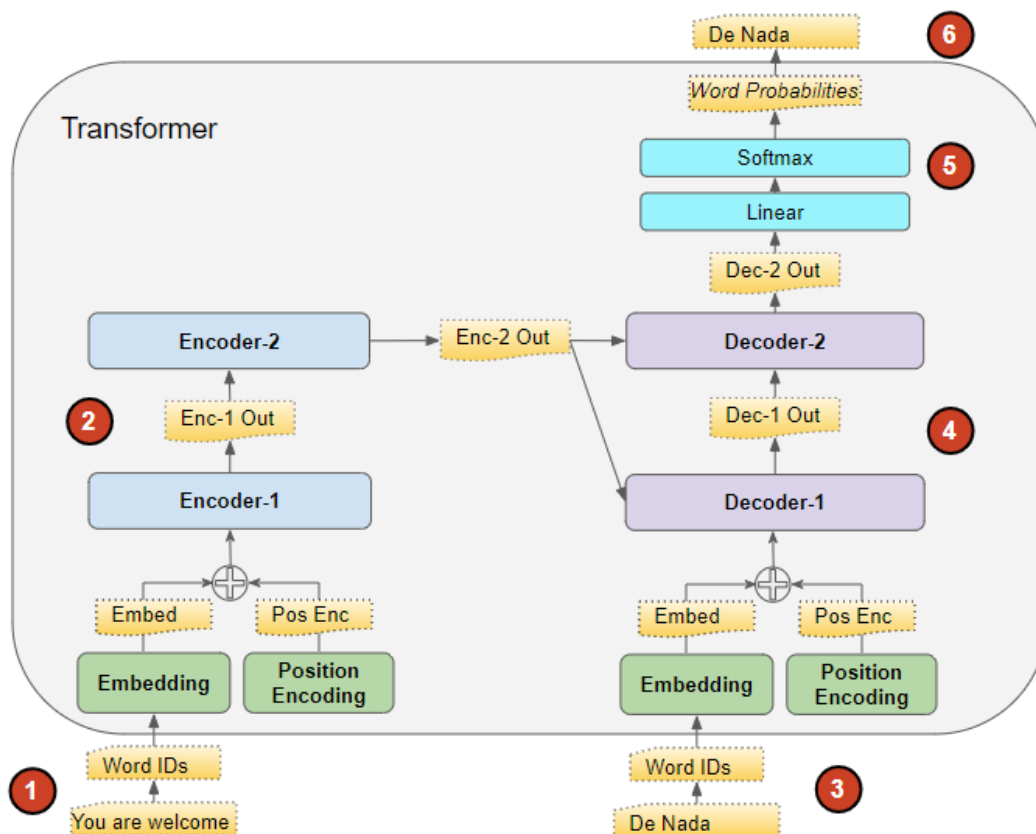 De Nada
6
Word Probabilities
Transformer
Softmax
5
Linear
Dec-2 Out
Encoder-2
Enc-2 Out
Decoder-2
2
Enc-1 Out
Dec-1 Out
4
Encoder-1
Decoder-1
Embed
Pos Enc
Embed
Pos Enc
Embedding
Position
Encoding
Embedding
Position
Encoding
1
Word IDs
Word IDs
3
You are welcome
De Nada